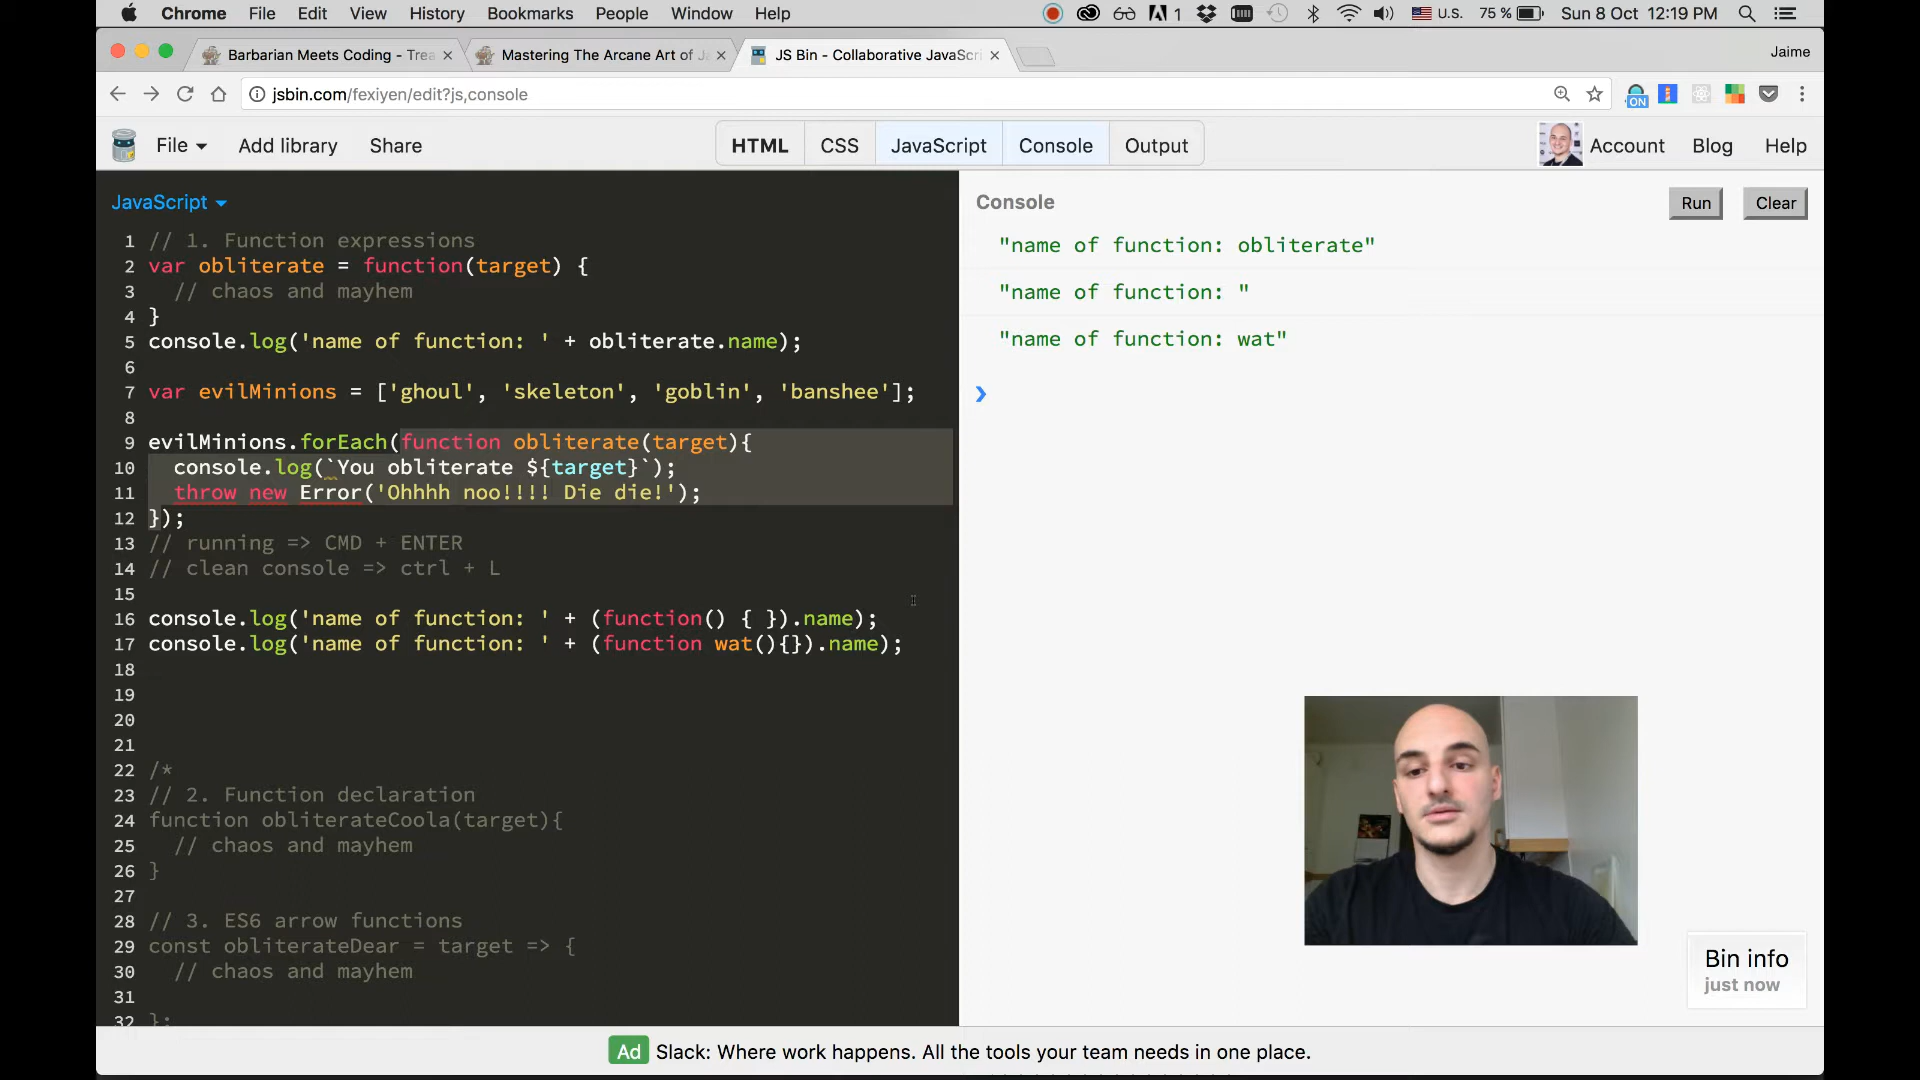 Chrome File Edit View History Bookmarks People Window Help
1 U.S. 75 % Sun 8 Oct 12:19 PM
Barbarian Meets Coding - Trea
Mastering The Arcane Art of Ja
JS Bin - Collaborative JavaScri
Jaime
jsbin.com/fexiyen/edit?js,console
ON
File Add library Share
HTML CSS JavaScript Console Output
Account Blog Help
JavaScript
1 // 1. Function expressions
2 var obliterate = function(target) {
3 // chaos and mayhem
4 }
5 console.log('name of function: ' + obliterate.name);
6
7 var evilMinions = ['ghoul', 'skeleton', 'goblin', 'banshee'];
8
9 evilMinions.forEach(function obliterate(target){
10 console.log(`You obliterate ${target}`);
11 throw new Error('Ohhhh noo!!!! Die die!');
12 });
13 // running => CMD + ENTER
14 // clean console => ctrl + L
15
16 console.log('name of function: ' + (function() { }).name);
17 console.log('name of function: ' + (function wat(){}).name);
18
19
20
21
22 /*
23 // 2. Function declaration
24 function obliterateCoola(target){
25 // chaos and mayhem
26 }
27
28 // 3. ES6 arrow functions
29 const obliterateDear = target => {
30 // chaos and mayhem
31
32 };
Console
Run Clear
"name of function: obliterate"
"name of function: "
"name of function: wat"
Bin info
just now
Ad Slack: Where work happens. All the tools your team needs in one place.